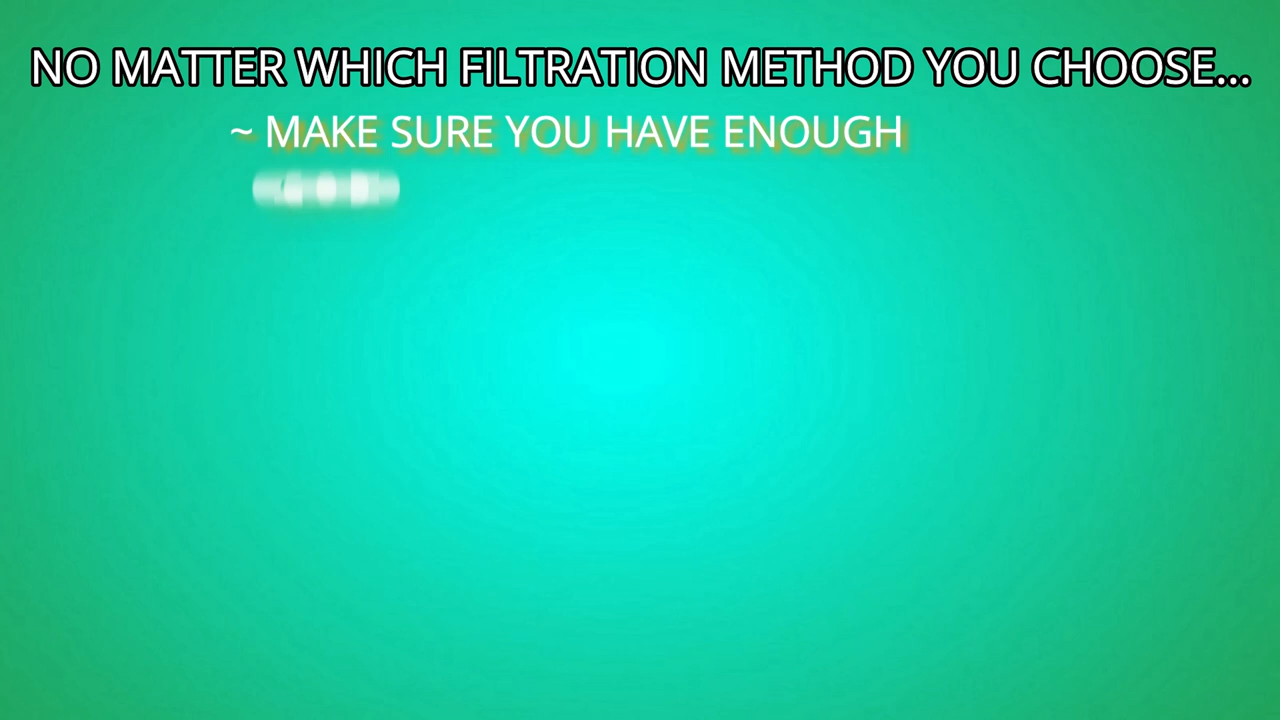 NO MATTER WHICH FILTRATION METHOD YOU CHOOSE...
~ MAKE SURE YOU HAVE ENOUGH